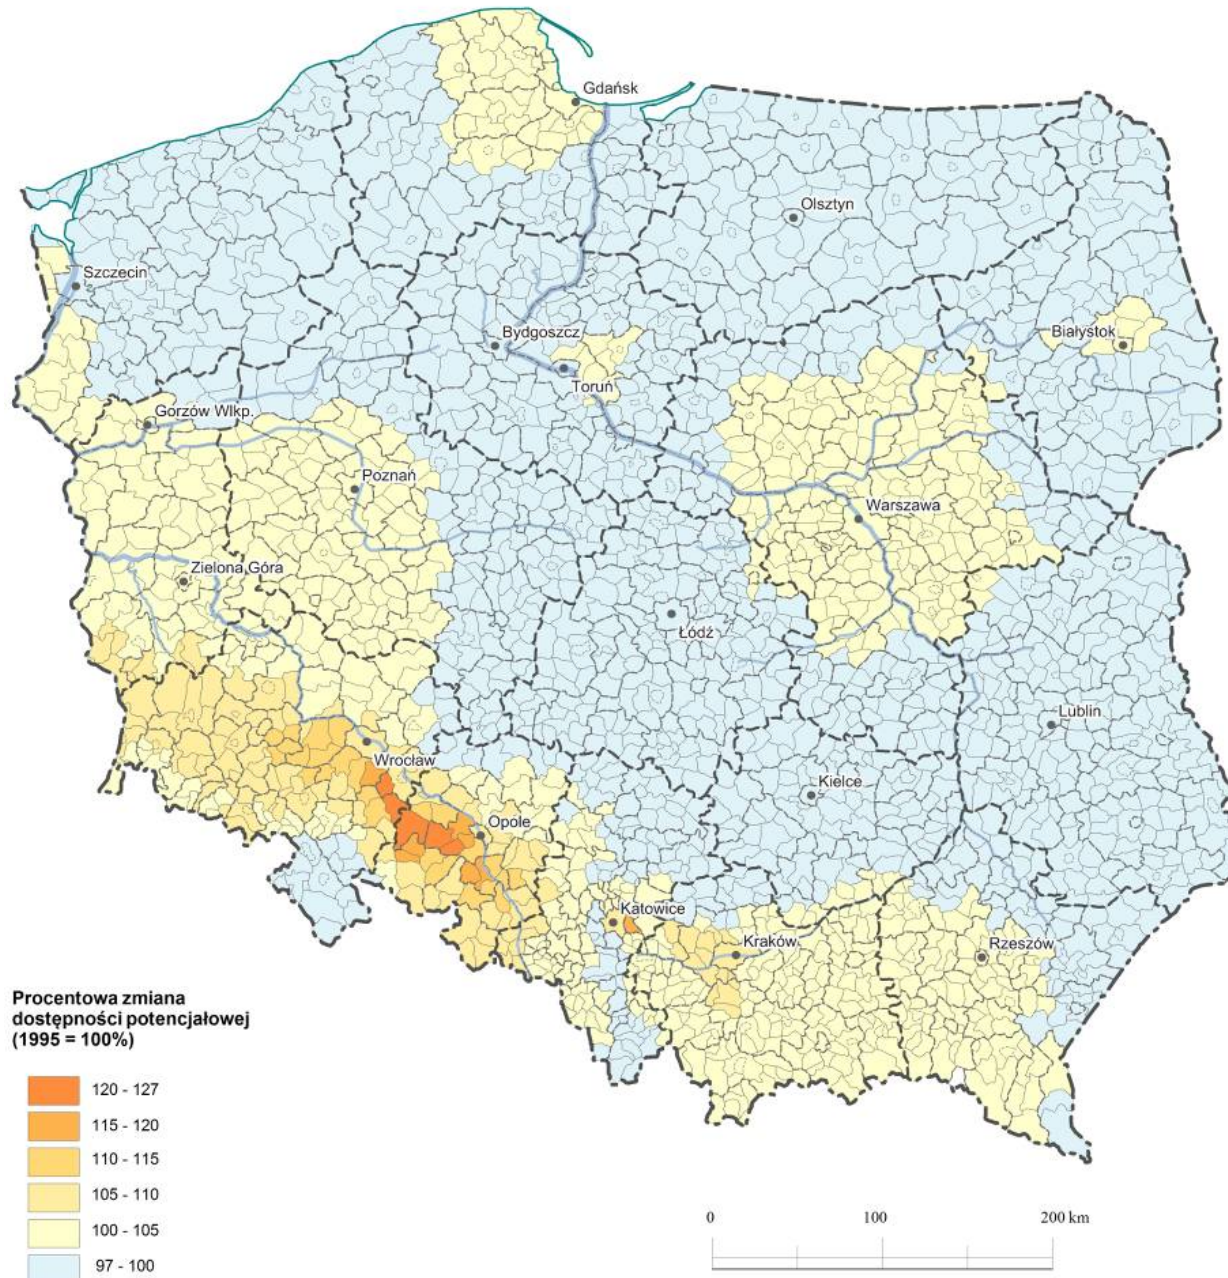 Gdańsk
Olsztyn
Szczecin
Bydgoszcz
Białystok
Toruń
Gorzów Wlkp.
Poznań
Warszawa
Zielona Góra
Łódź
Lublin
Wrocław
Kielce
Opole
Katowice
Kraków
Rzeszów
Procentowa zmiana
dostępności potencjałowej
(1995 = 100%)
120 - 127
115 - 120
110 - 115
105 - 110
100 - 105
97 - 100
0 100 200 km